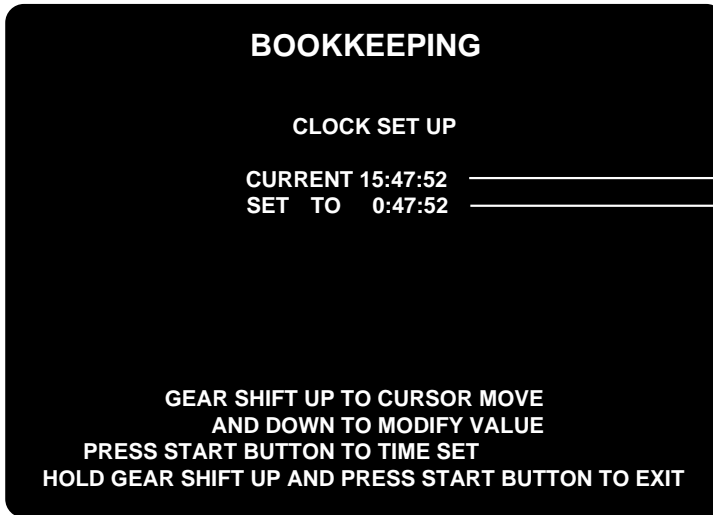 BOOKKEEPING
CLOCK SET UP
CURRENT 15:47:52
SET TO 0:47:52
GEAR SHIFT UP TO CURSOR MOVE
AND DOWN TO MODIFY VALUE
PRESS START BUTTON TO TIME SET
HOLD GEAR SHIFT UP AND PRESS START BUTTON TO EXIT